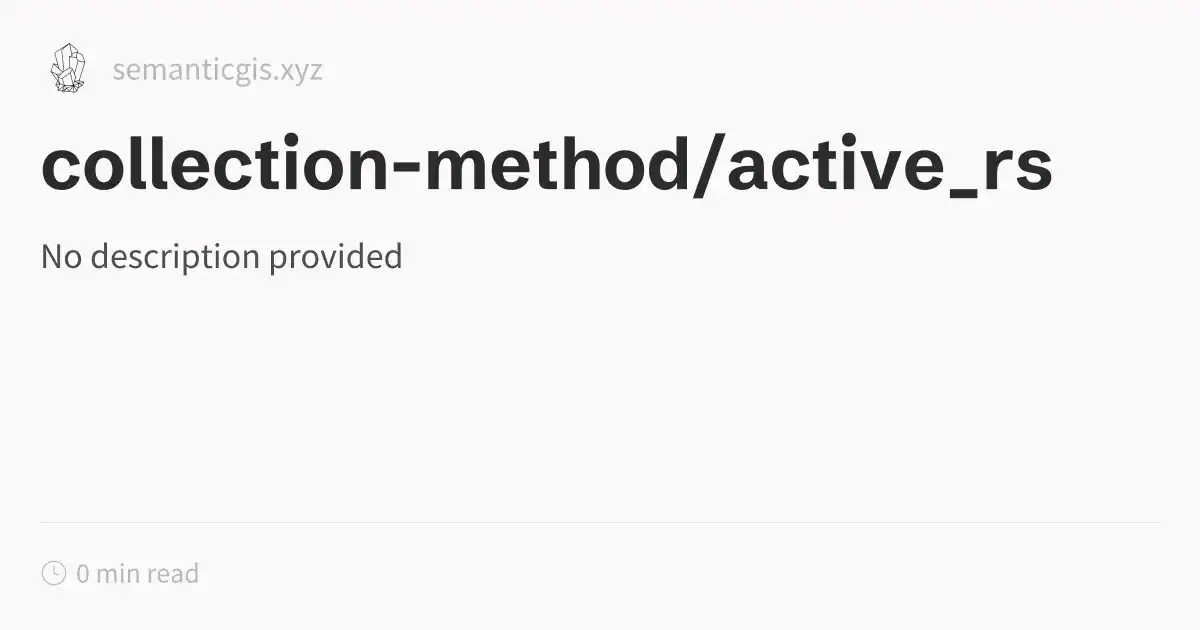 semanticgis.xyz
collection-method/active_rs
No description provided
0 min read